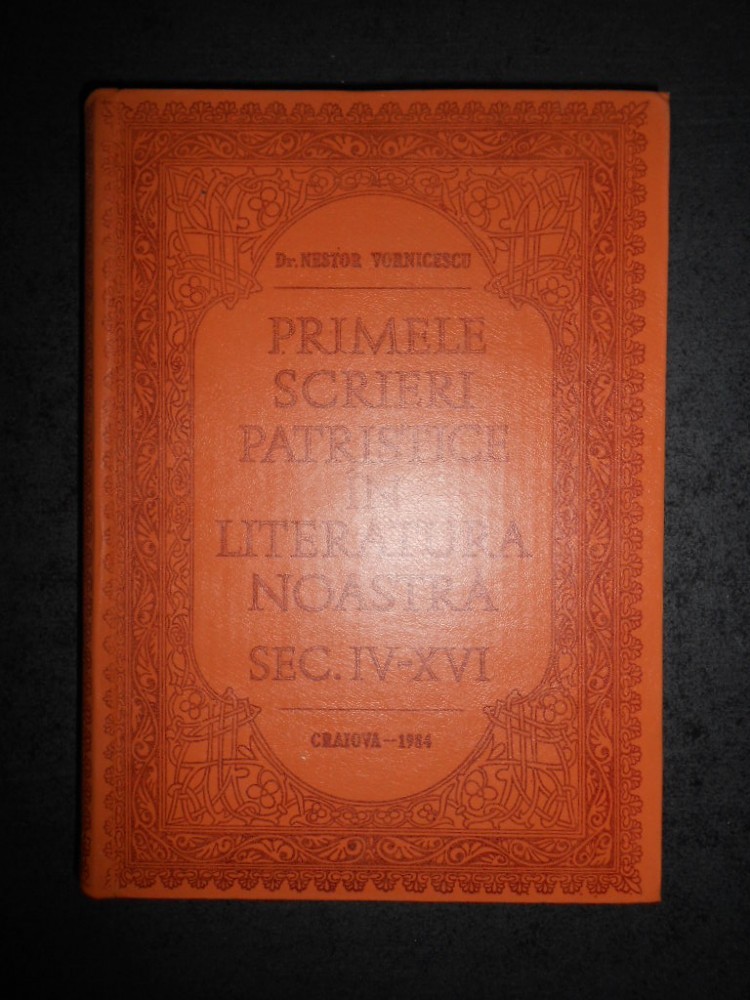 Dr. NESTOR VORNICESCU
PRIMELE
SCRIERI
PATRISTICE
ÎN
LITERATURA
NOASTRĂ
SEC. IV-XVI
CRAIOVA—1984